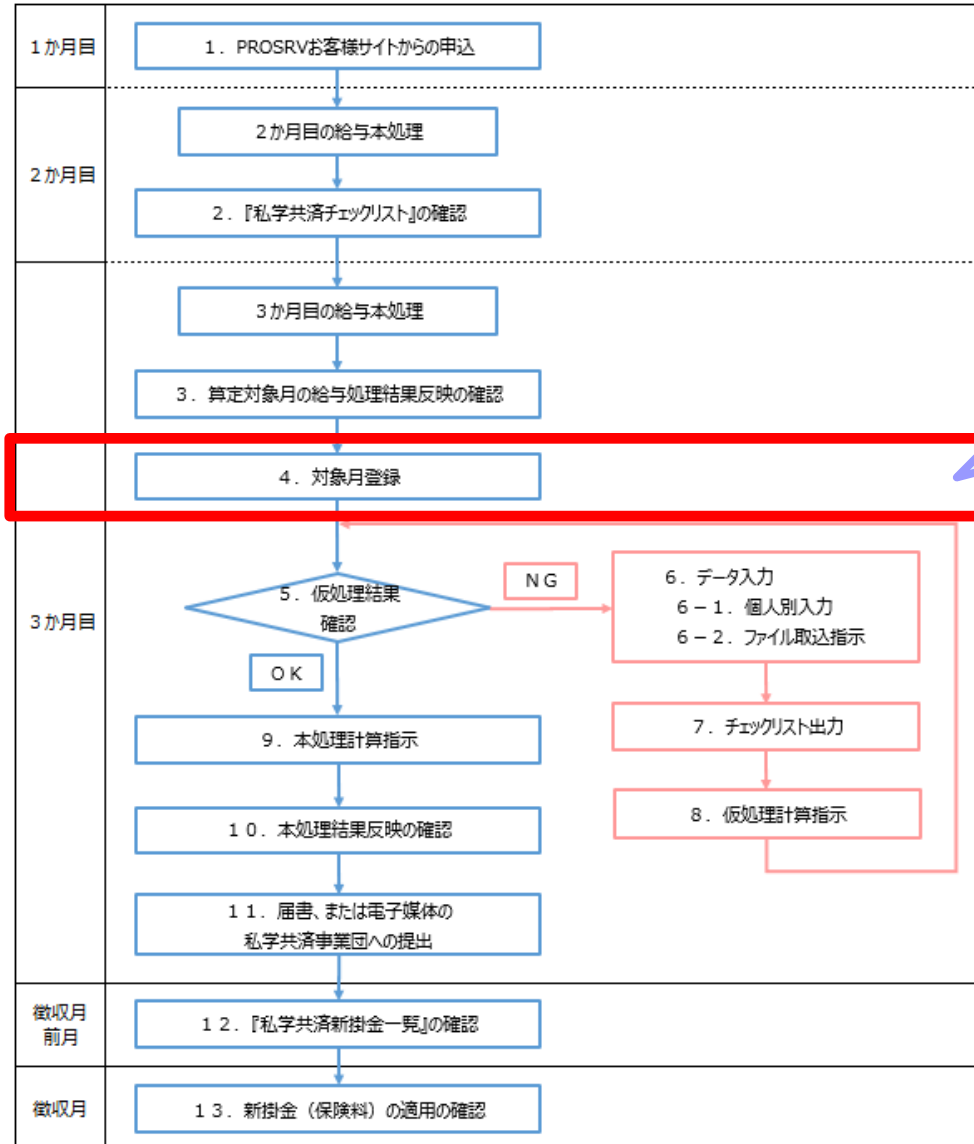 1か月目
1．PROSRVお客様サイトからの申込
2か月目の給与本処理
2か月目
2．『私学共済チェックリスト』の確認
3か月目の給与本処理
3．算定対象月の給与処理結果反映の確認
4．対象月登録
5．仮処理結果
確認
NG
6．データ入力
6－1．個人別入力
6－2．ファイル取込指示
3か月目
OK
7．チェックリスト出力
9．本処理計算指示
8．仮処理計算指示
10．本処理結果反映の確認
11．届書、または電子媒体の
私学共済事業団への提出
徴収月
前月
12．『私学共済新掛金一覧』の確認
徴収月
13．新掛金（保険料）の適用の確認